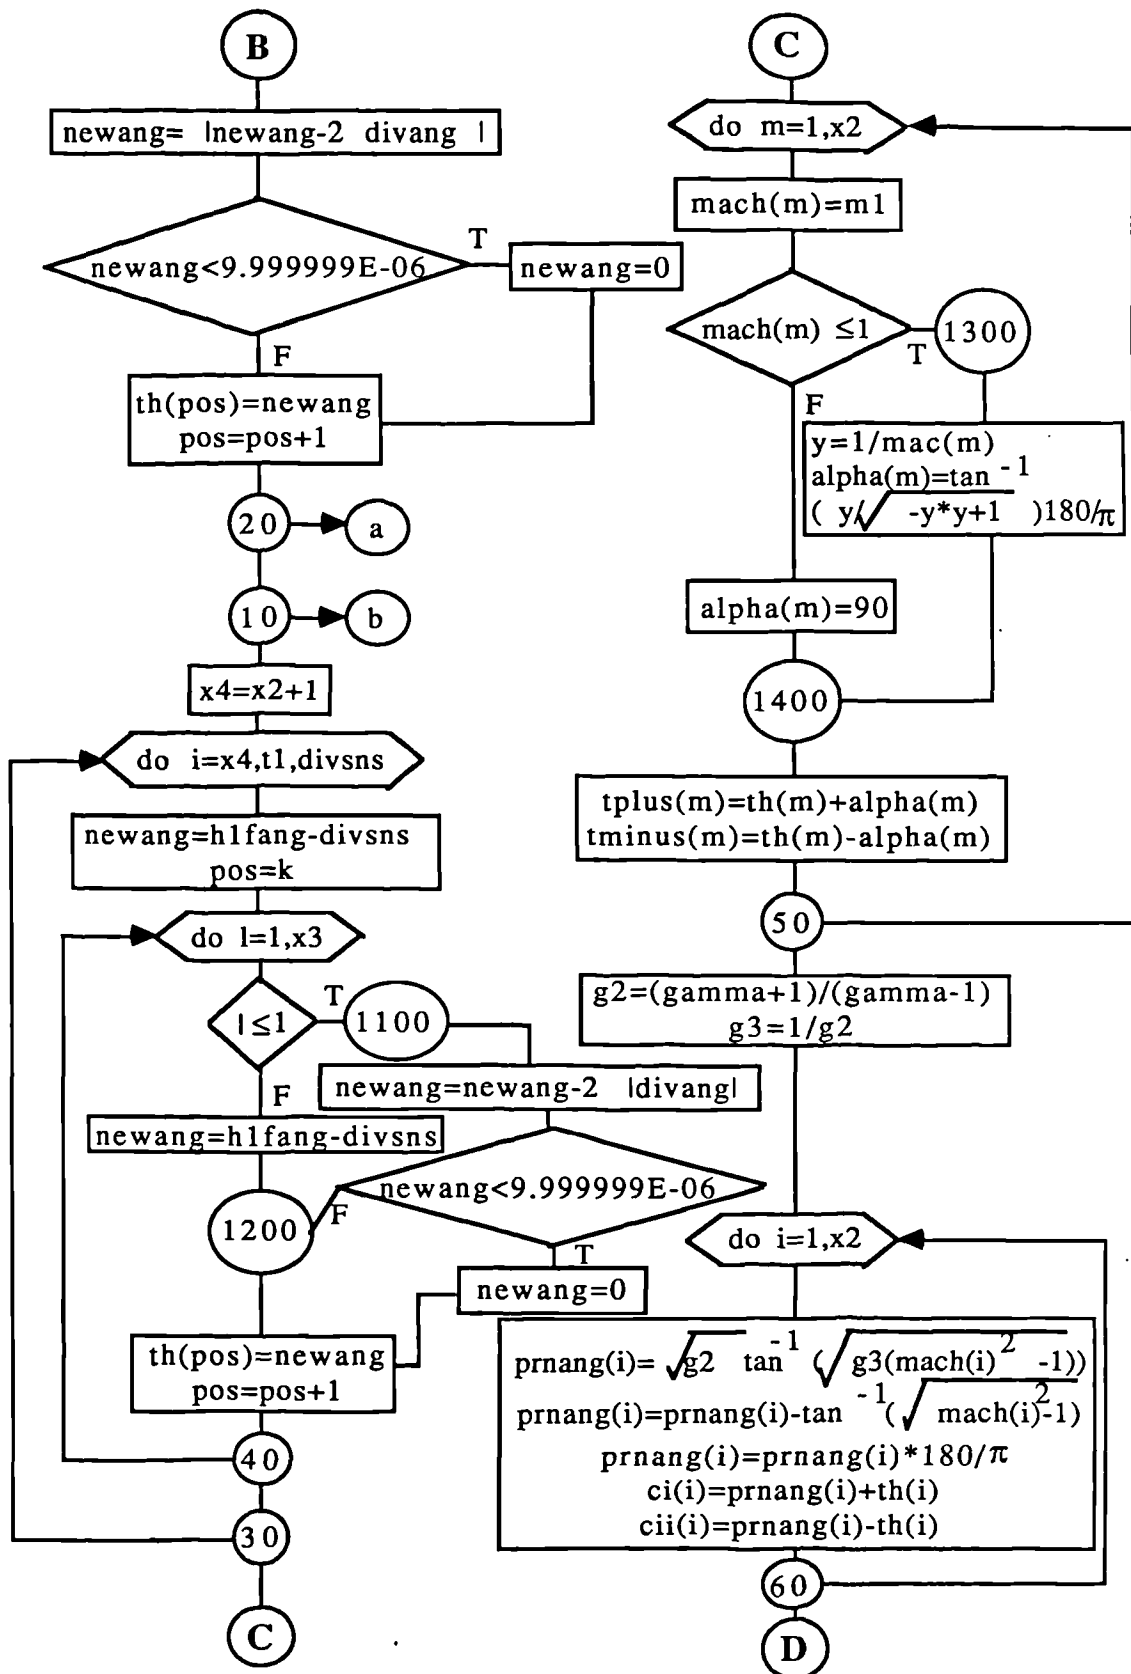 B
newang= |newang-2 divang |
newang<9.999999E-06
T
newang=0
F
th(pos)=newang
pos=pos+1
20
a
10
b
x4=x2+1
do i=x4,t1,divsns
newang=h1fang-divsns
pos=k
do l=1,x3
l ≤1
T
1100
newang=newang-2 |divang|
F
newang=h1fang-divsns
newang<9.999999E-06
1200
F
T
newang=0
th(pos)=newang
pos=pos+1
40
30
C
C
do m=1,x2
mach(m)=m1
mach(m) ≤1
T
1300
F
y=1/mac(m)
alpha(m)=tan -1
( y/√ -y*y+1 )180/π
alpha(m)=90
1400
tplus(m)=th(m)+alpha(m)
tminus(m)=th(m)-alpha(m)
50
g2=(gamma+1)/(gamma-1)
g3=1/g2
do i=1,x2
prnang(i)= √g2 tan -1 (√ g3(mach(i) 2 -1))
prnang(i)=prnang(i)-tan -1 (√ mach(i) 2 -1)
prnang(i)=prnang(i)*180/π
ci(i)=prnang(i)+th(i)
cii(i)=prnang(i)-th(i)
60
D